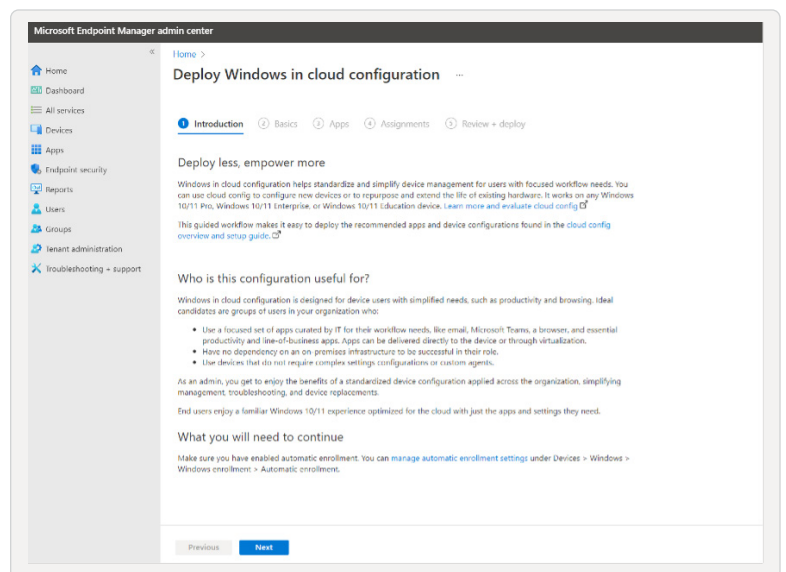 Microsoft Endpoint Manager admin center
«
Home >
Deploy Windows in cloud configuration ...
Home
Dashboard
All services
Devices
Apps
Endpoint security
Reports
Users
Groups
Tenant administration
Troubleshooting + support
1 Introduction 2 Basics 3 Apps 4 Assignments 5 Review + deploy
Deploy less, empower more
Windows in cloud configuration helps standardize and simplify device management for users with focused workflow needs. You
can use cloud config to configure new devices or to repurpose and extend the life of existing hardware. It works on any Windows
10/11 Pro, Windows 10/11 Enterprise, or Windows 10/11 Education device. Learn more and evaluate cloud config
This guided workflow makes it easy to deploy the recommended apps and device configurations found in the cloud config
overview and setup guide.
Who is this configuration useful for?
Windows in cloud configuration is designed for device users with simplified needs, such as productivity and browsing. Ideal
candidates are groups of users in your organization who:
• Use a focused set of apps curated by IT for their workflow needs, like email, Microsoft Teams, a browser, and essential
productivity and line-of-business apps. Apps can be delivered directly to the device or through virtualization.
• Have no dependency on an on-premises infrastructure to be successful in their role.
• Use devices that do not require complex settings configurations or custom agents.
As an admin, you get to enjoy the benefits of a standardized device configuration applied across the organization, simplifying
management, troubleshooting, and device replacements.
End users enjoy a familiar Windows 10/11 experience optimized for the cloud with just the apps and settings they need.
What you will need to continue
Make sure you have enabled automatic enrollment. You can manage automatic enrollment settings under Devices > Windows >
Windows enrollment > Automatic enrollment.
Previous Next